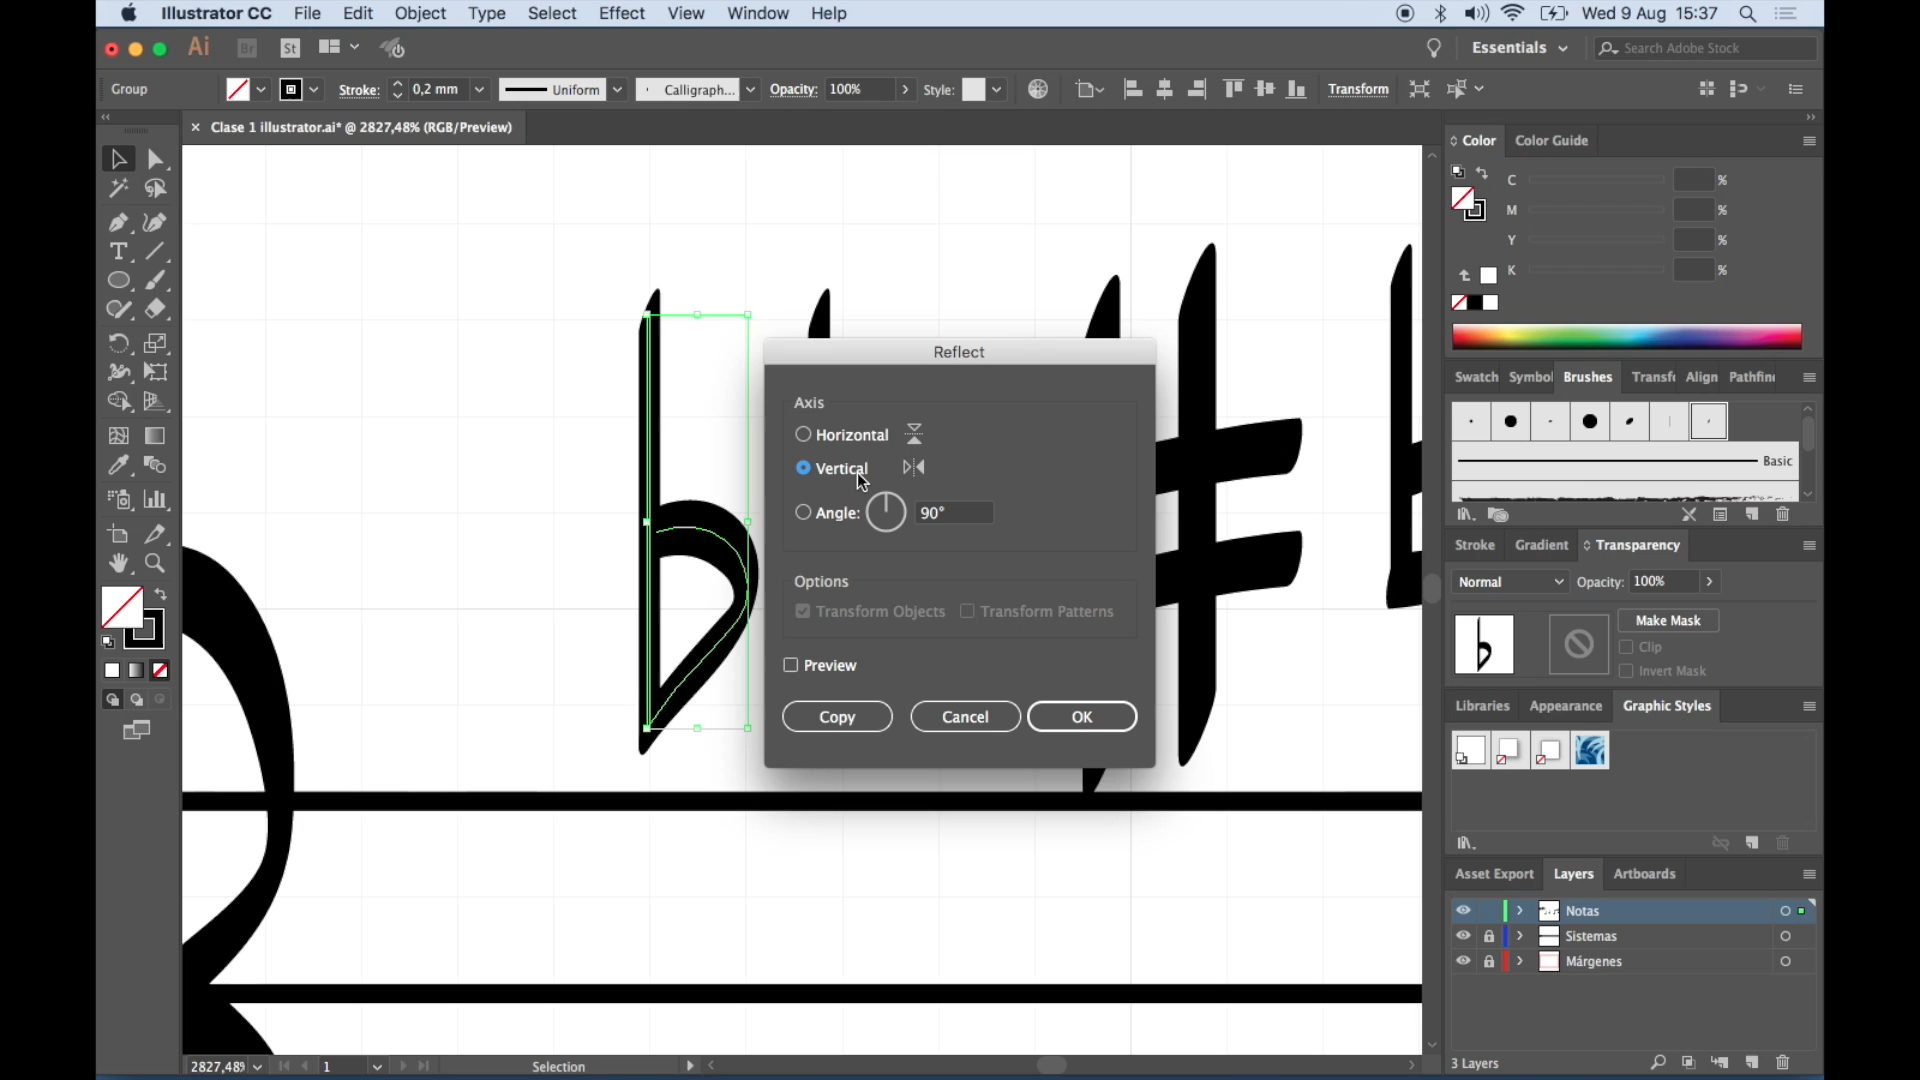 Illustrator CC File Edit Object Type Select Effect View Window Help Wed 9 Aug 15:37
Ai Br St Essentials Search Adobe Stock
Group Stroke: 0,2 mm Uniform Calligraph... Opacity: 100% Style: Transform
× Clase 1 illustrator.ai* @ 2827,48% (RGB/Preview)
Color Color Guide
C %
M %
Y %
K %
Swatch Symbol Brushes Transfo Align Pathfin
Basic
Stroke Gradient Transparency
Normal Opacity: 100%
Make Mask
Clip
Invert Mask
Libraries Appearance Graphic Styles
Asset Export Layers Artboards
Notas
Sistemas
Márgenes
3 Layers
Reflect
Axis
Horizontal
Vertical
Angle: 90°
Options
Transform Objects Transform Patterns
Preview
Copy Cancel OK
2827,48% 1 Selection